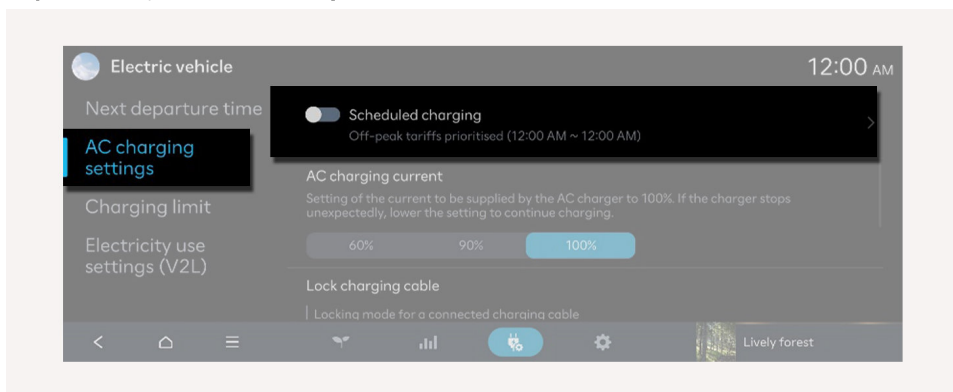 Electric vehicle
12:00 AM
Next departure time
AC charging
settings
Charging limit
Electricity use
settings (V2L)
Scheduled charging
Off-peak tariffs prioritised (12:00 AM ~ 12:00 AM)
AC charging current
Setting of the current to be supplied by the AC charger to 100%. If the charger stops
unexpectedly, lower the setting to continue charging.
60% 90% 100%
Lock charging cable
Locking mode for a connected charging cable
Lively forest